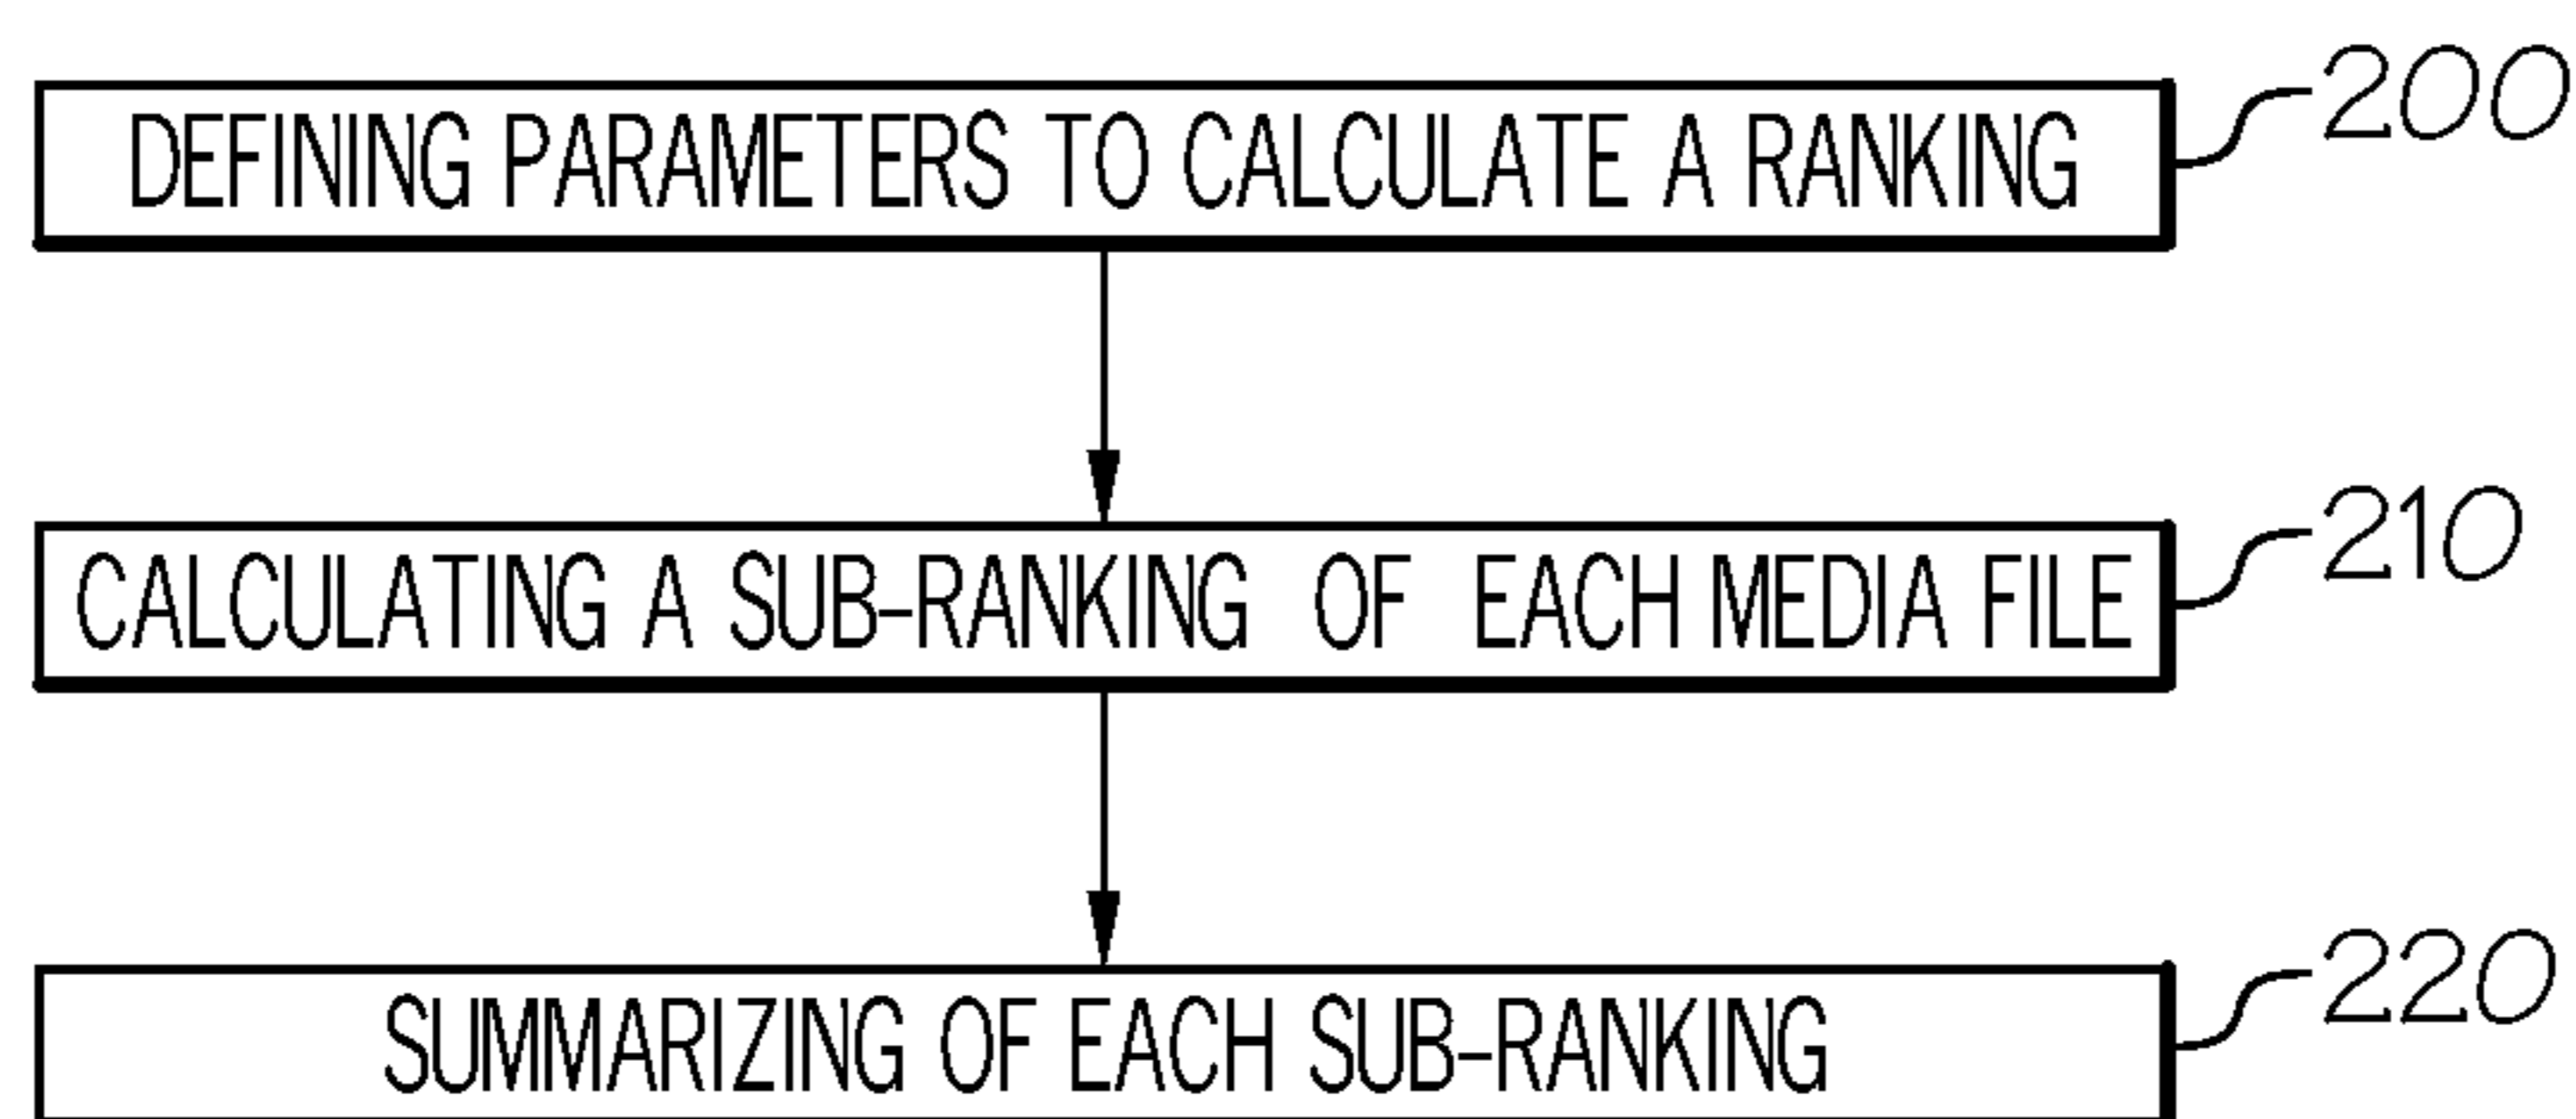 DEFINING PARAMETERS TO CALCULATE A RANKING
200
CALCULATING A SUB-RANKING OF EACH MEDIA FILE
210
SUMMARIZING OF EACH SUB-RANKING
220